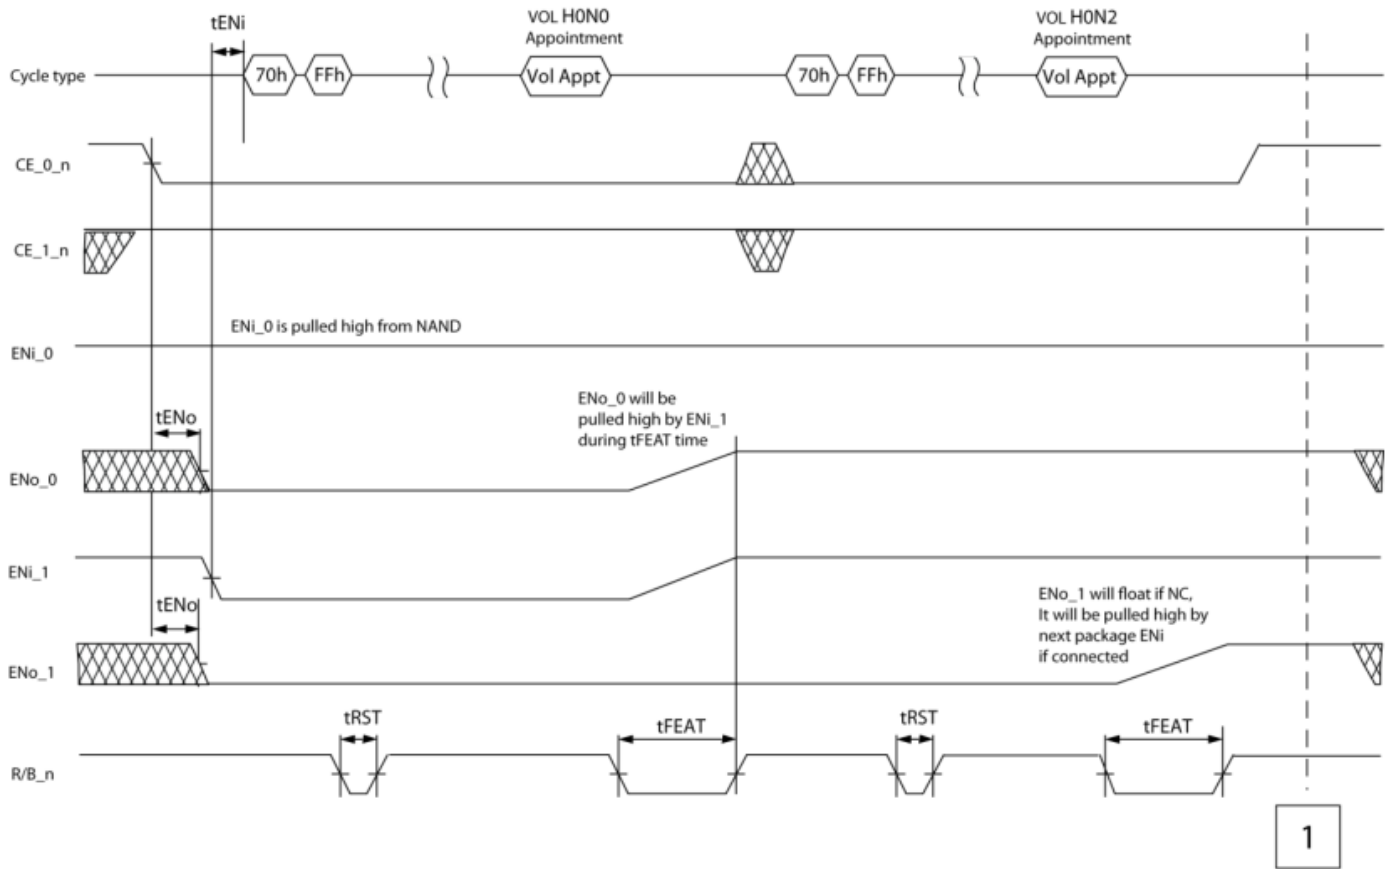 tENi
VOL H0N0
Appointment
VOL H0N2
Appointment
Cycle type
70h
FFh
Vol Appt
70h
FFh
Vol Appt
CE_0_n
CE_1_n
ENi_0 is pulled high from NAND
ENi_0
ENo_0 will be
pulled high by ENi_1
during tFEAT time
tENo
ENo_0
ENi_1
tENo
ENo_1 will float if NC,
It will be pulled high by
next package ENi
if connected
ENo_1
tRST
tFEAT
tRST
tFEAT
R/B_n
1